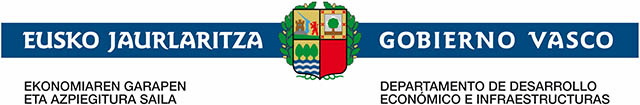 EUSKO JAURLARITZA
GOBIERNO VASCO
EKONOMIAREN GARAPEN
ETA AZPIEGITURA SAILA
DEPARTAMENTO DE DESARROLLO
ECONÓMICO E INFRAESTRUCTURAS